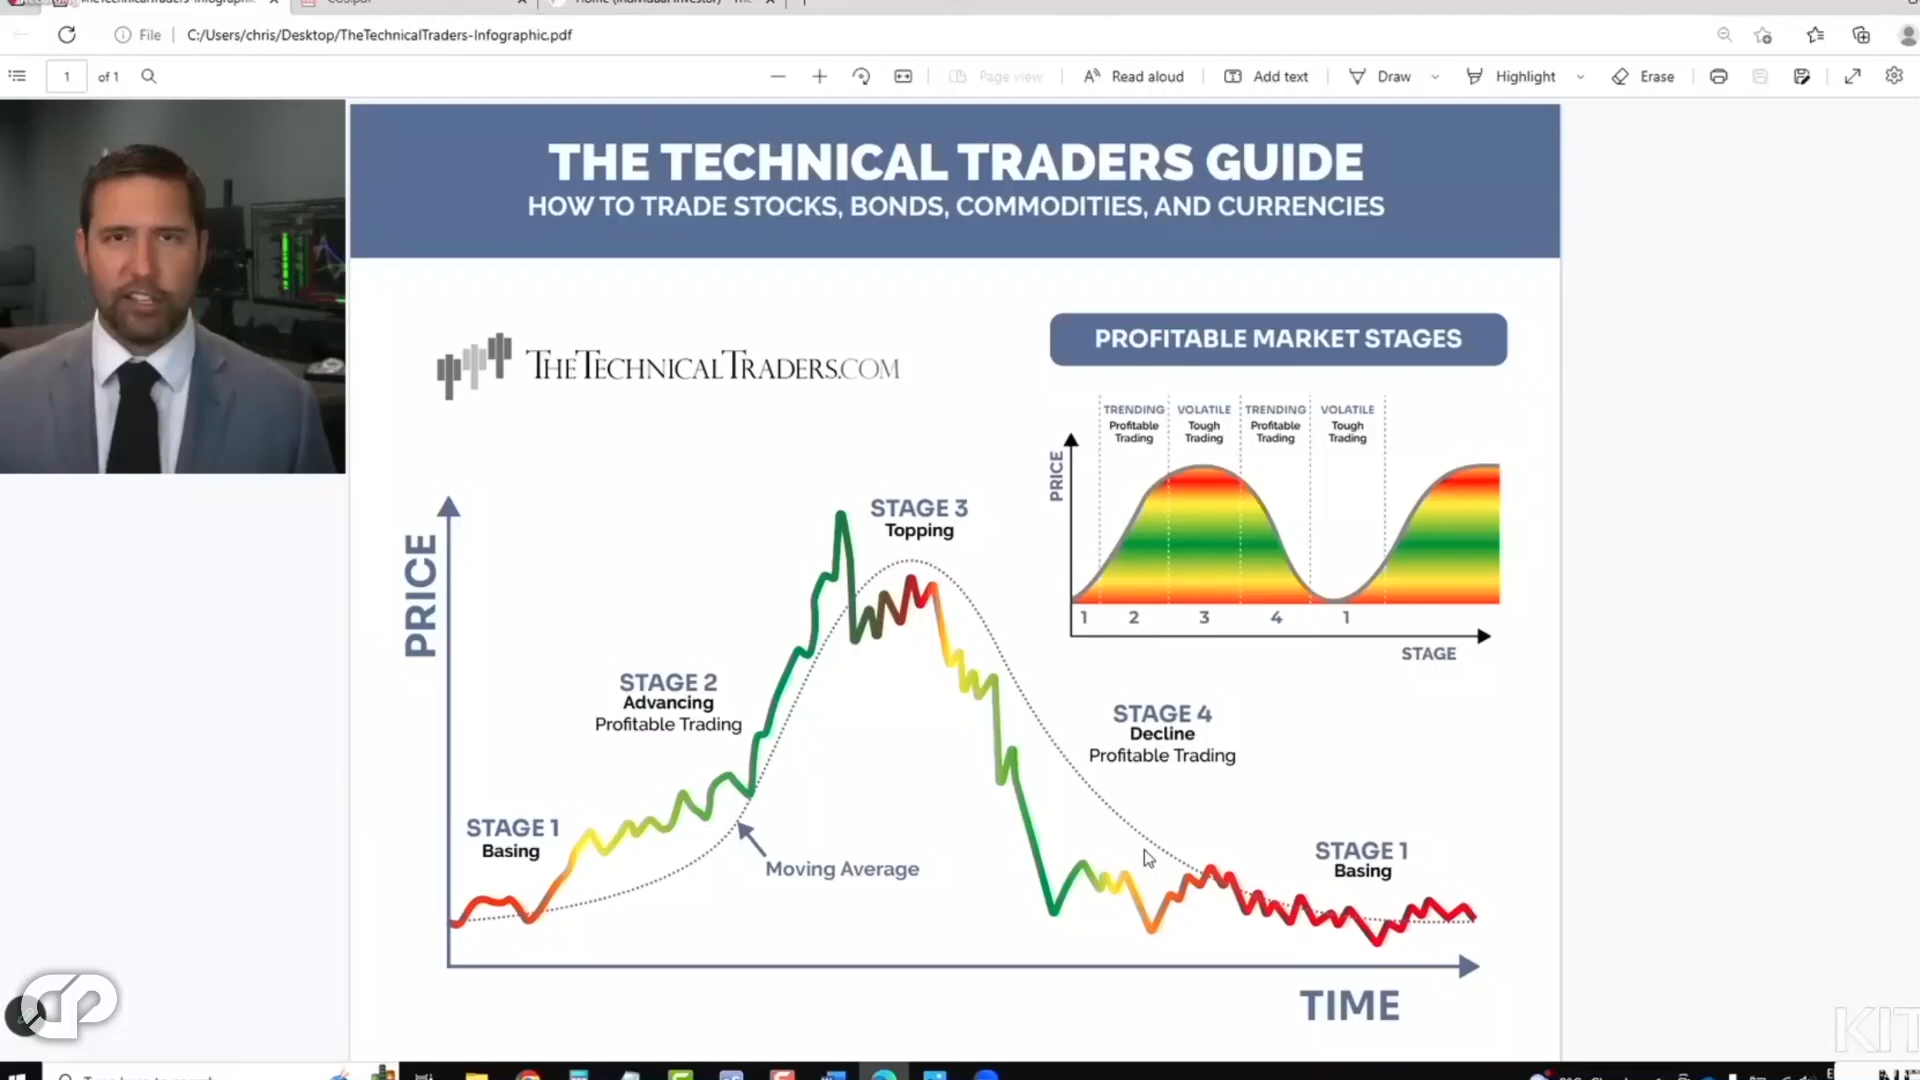 File
C:/Users/chris/Desktop/TheTechnicalTraders-Infographic.pdf
1 of 1
Page view
Read aloud
Add text
Draw
Highlight
Erase
THE TECHNICAL TRADERS GUIDE
HOW TO TRADE STOCKS, BONDS, COMMODITIES, AND CURRENCIES
THETECHNICALTRADERS.COM
PROFITABLE MARKET STAGES
TRENDING VOLATILE TRENDING VOLATILE
Profitable Tough Profitable Tough
Trading Trading Trading Trading
PRICE
1 2 3 4 1
STAGE
PRICE
STAGE 3
Topping
STAGE 2
Advancing
Profitable Trading
STAGE 4
Decline
Profitable Trading
STAGE 1
Basing
Moving Average
STAGE 1
Basing
TIME
KIT